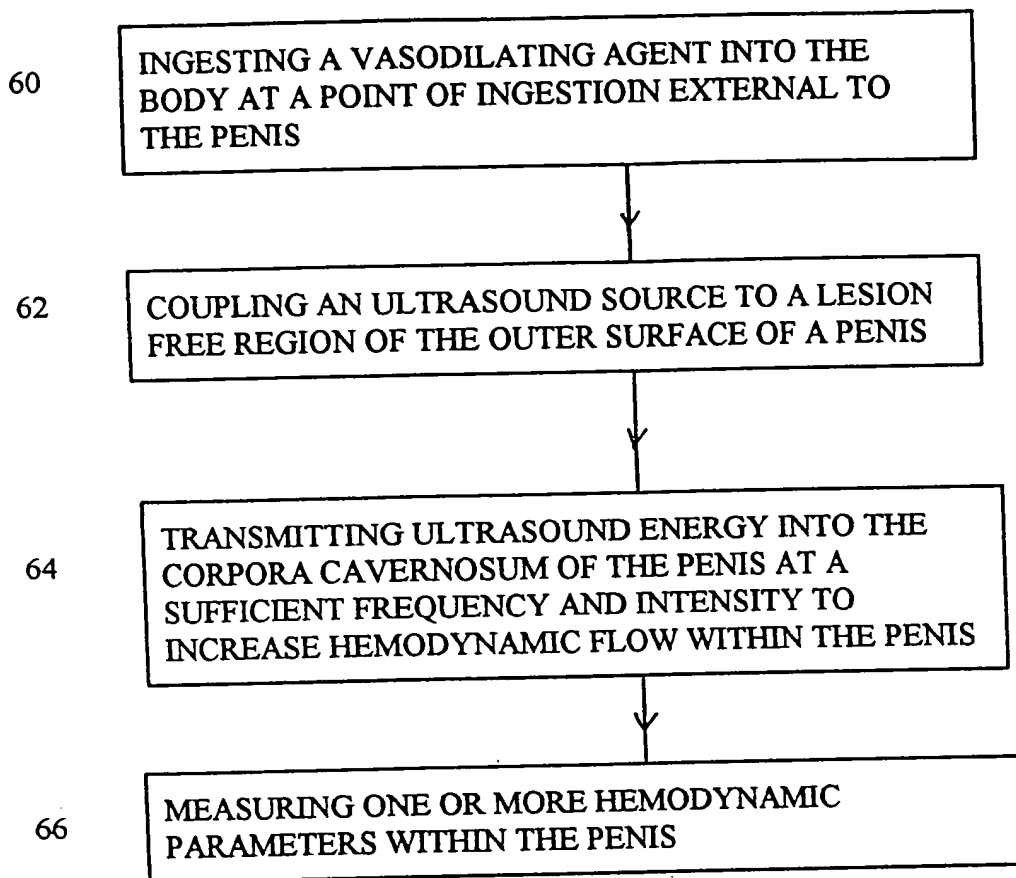 60
INGESTING A VASODILATING AGENT INTO THE
BODY AT A POINT OF INGESTIOIN EXTERNAL TO
THE PENIS
62
COUPLING AN ULTRASOUND SOURCE TO A LESION
FREE REGION OF THE OUTER SURFACE OF A PENIS
64
TRANSMITTING ULTRASOUND ENERGY INTO THE
CORPORA CAVERNOSUM OF THE PENIS AT A
SUFFICIENT FREQUENCY AND INTENSITY TO
INCREASE HEMODYNAMIC FLOW WITHIN THE PENIS
66
MEASURING ONE OR MORE HEMODYNAMIC
PARAMETERS WITHIN THE PENIS